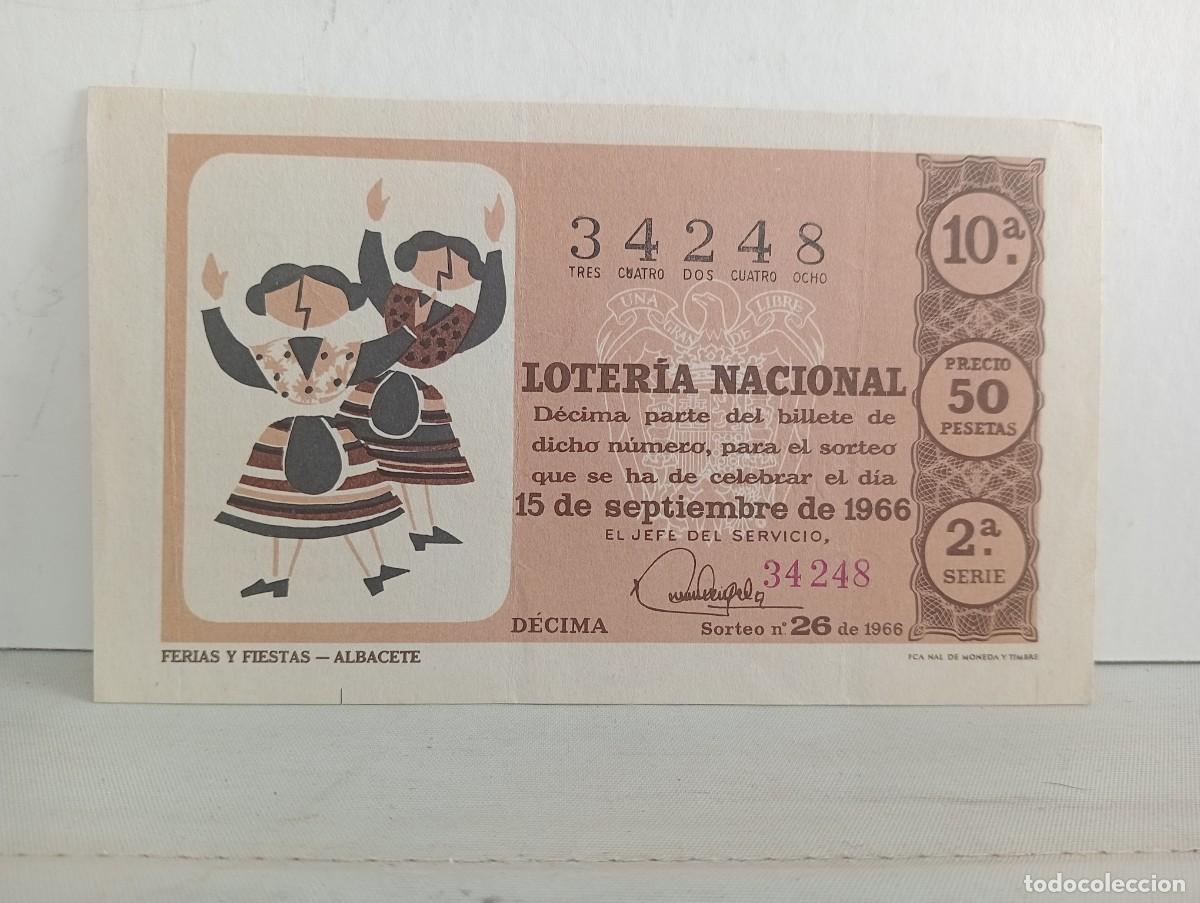 34248
TRES CUATRO DOS CUATRO OCHO
UNA GRANDE LIBRE
LOTERÍA NACIONAL
Décima parte del billete de
dicho número, para el sorteo
que se ha de celebrar el día
15 de septiembre de 1966
EL JEFE DEL SERVICIO,
34248
DÉCIMA
Sorteo nº 26 de 1966
10ª.
PRECIO
50
PESETAS
2ª.
SERIE
FERIAS Y FIESTAS — ALBACETE
FCA NAL DE MONEDA Y TIMBRE
todocoleccion